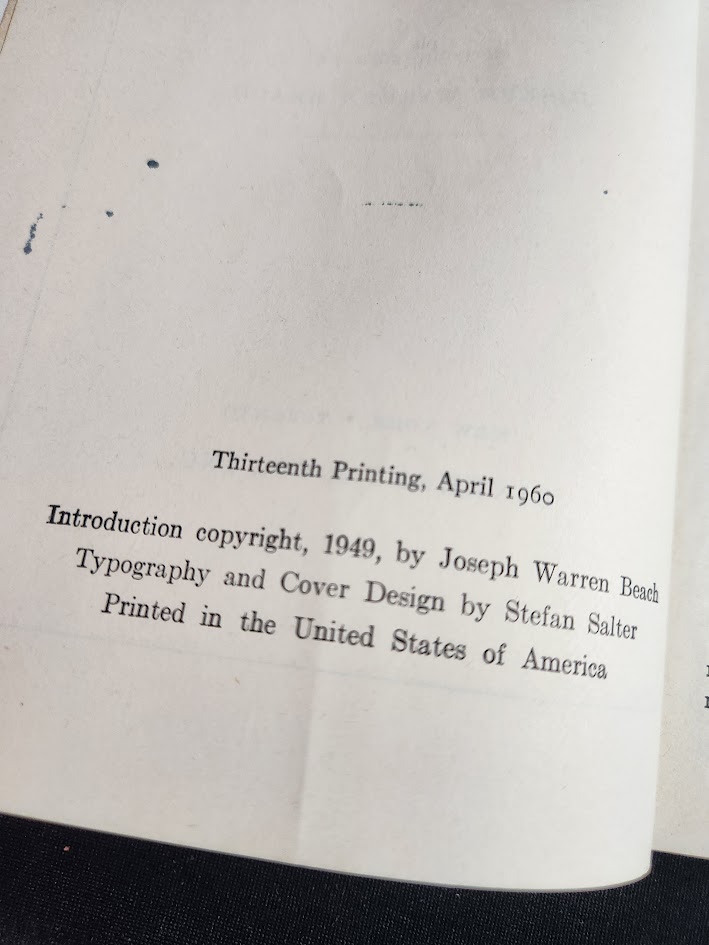 Thirteenth Printing, April 1960
Introduction copyright, 1949, by Joseph Warren Beach
Typography and Cover Design by Stefan Salter
Printed in the United States of America